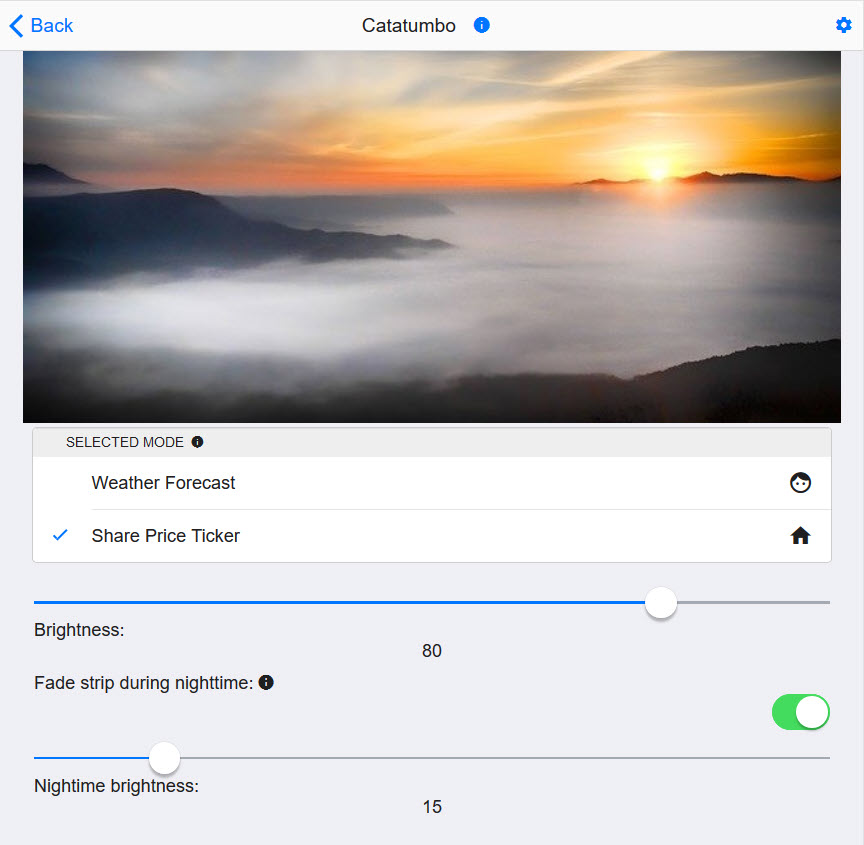 Back
Catatumbo
SELECTED MODE
Weather Forecast
Share Price Ticker
Brightness:
80
Fade strip during nighttime:
Nightime brightness:
15